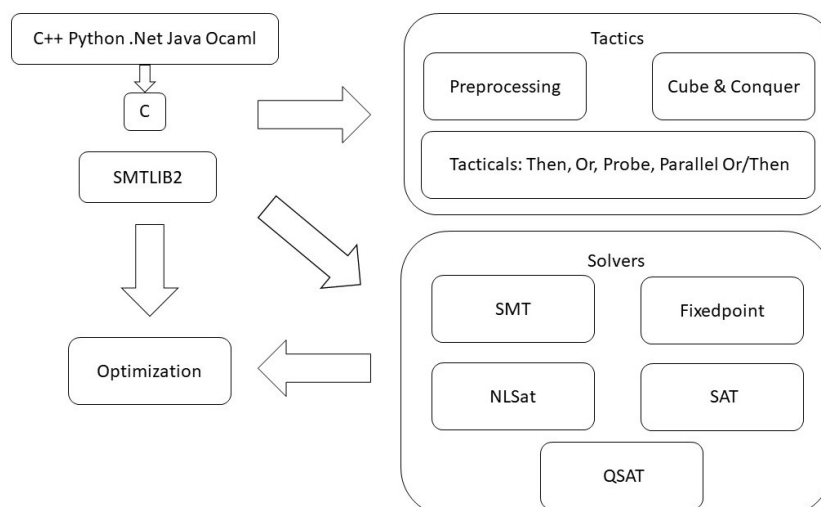 C++ Python .Net Java Ocaml
C
SMTLIB2
Optimization
Tactics
Preprocessing
Cube & Conquer
Tacticals: Then, Or, Probe, Parallel Or/Then
Solvers
SMT
Fixedpoint
NLSat
SAT
QSAT